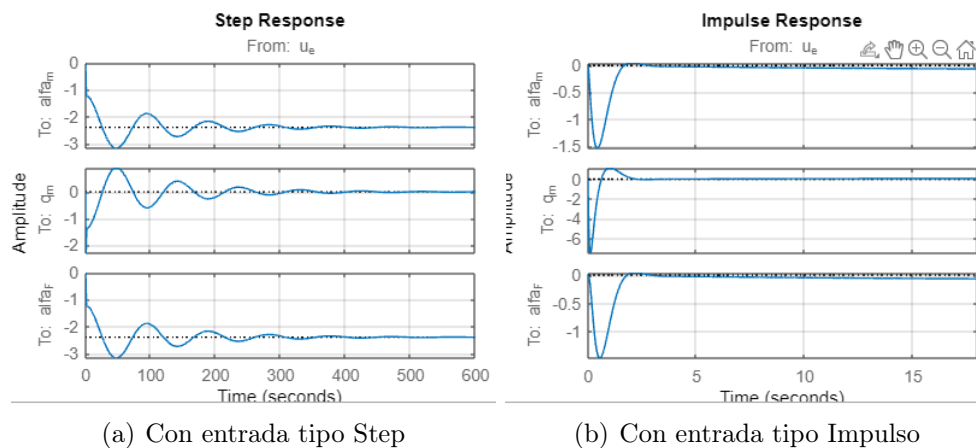 Step Response
From: u_e
To: alfa_m
0
-1
-2
-3
Amplitude
To: q_m
0
-1
-2
To: alfa_F
0
-1
-2
-3
0 100 200 300 400 500 600
Time (seconds)
(a) Con entrada tipo Step
Impulse Response
From: u_e
To: alfa_m
0
-0.5
-1
-1.5
Amplitude
To: q_m
0
-2
-4
-6
To: alfa_F
0
-0.5
-1
0 5 10 15
Time (seconds)
(b) Con entrada tipo Impulso